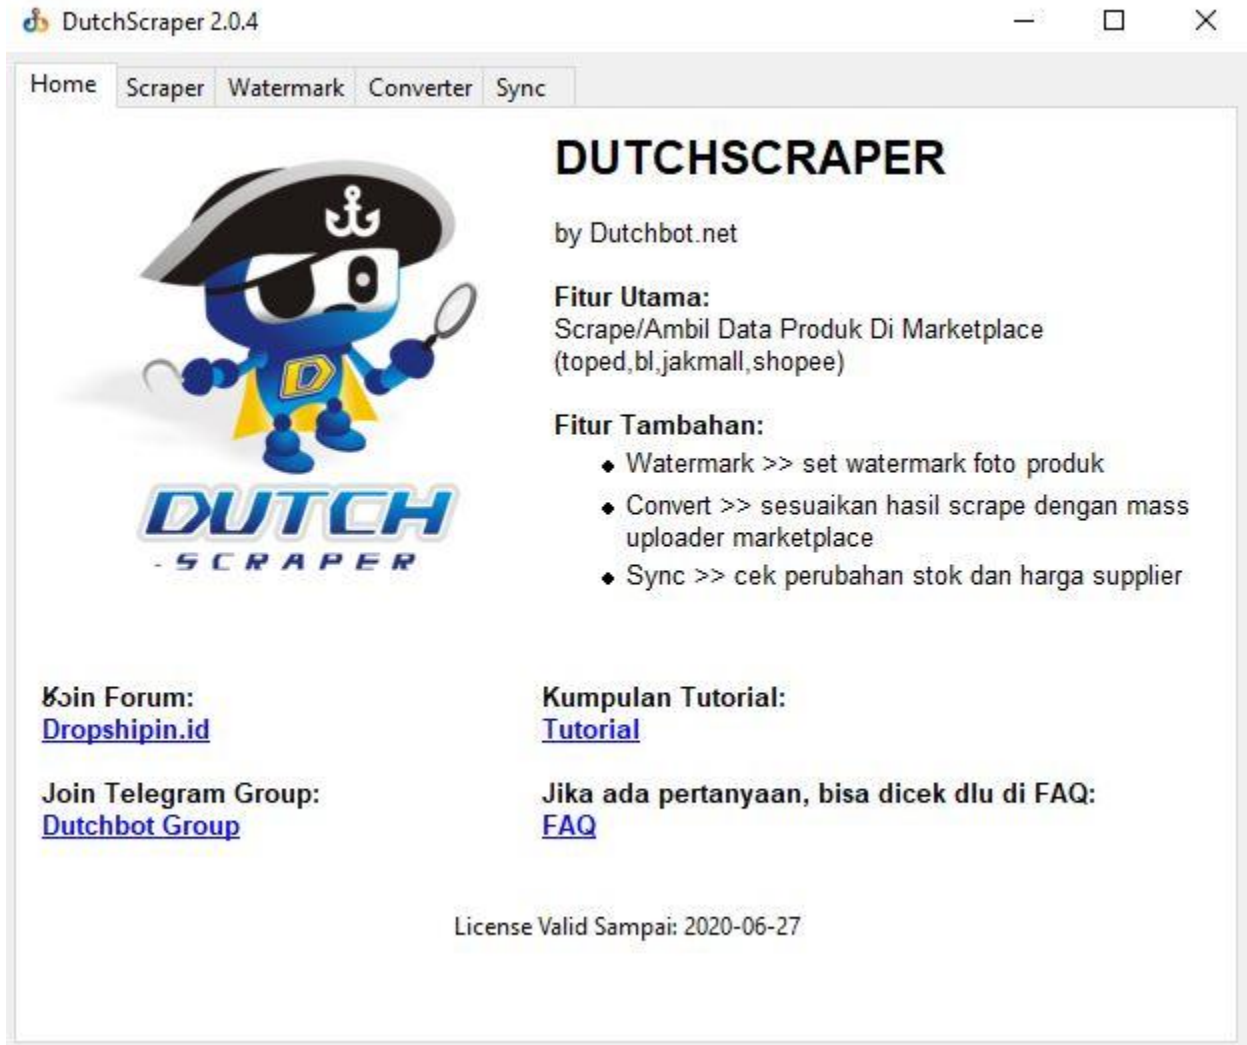 DutchScraper 2.0.4
Home Scraper Watermark Converter Sync
D
DUTCH
SCRAPER
DUTCHSCRAPER
by Dutchbot.net
Fitur Utama:
Scrape/Ambil Data Produk Di Marketplace
(toped,bl,jakmall,shopee)
Fitur Tambahan:
Watermark >> set watermark foto produk
Convert >> sesuaikan hasil scrape dengan mass
uploader marketplace
Sync >> cek perubahan stok dan harga supplier
Forum:
Dropshipin.id
Join Telegram Group:
Dutchbot Group
Kumpulan Tutorial:
Tutorial
Jika ada pertanyaan, bisa dicek dlu di FAQ:
FAQ
License Valid Sampai: 2020-06-27